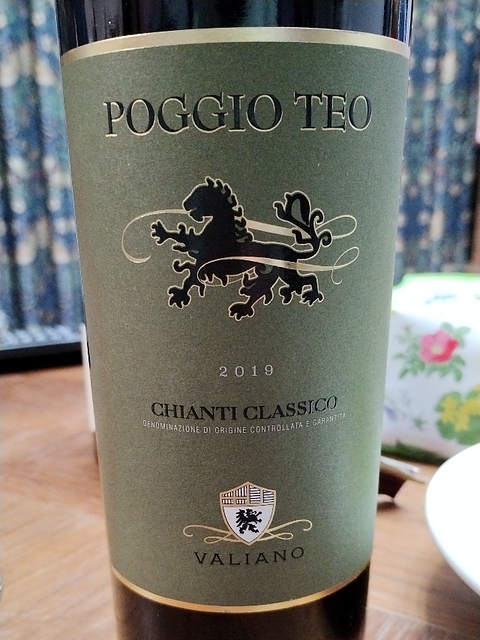 POGGIO TEO
2019
CHIANTI CLASSICO
DENOMINAZIONE DI ORIGINE CONTROLLATA E GARANTITA
VALIANO